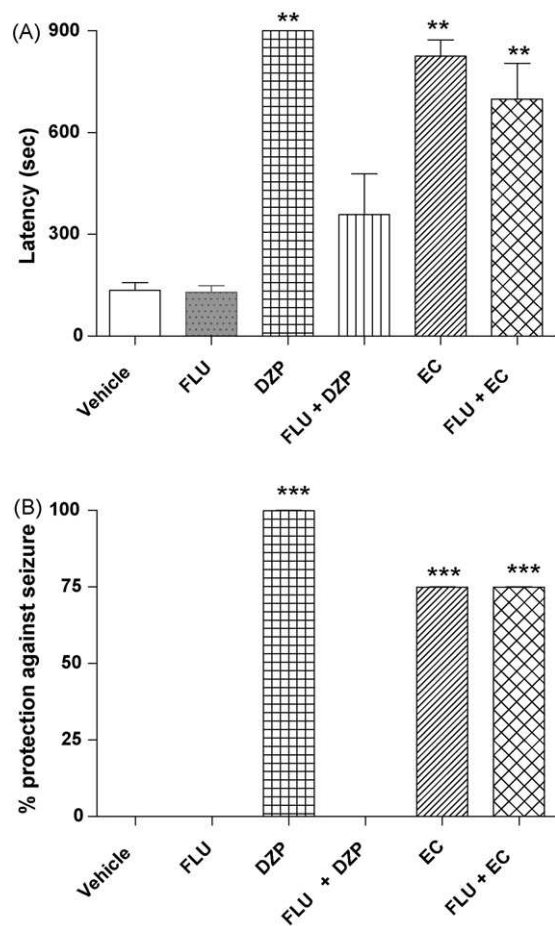 (A)
Latency (sec)
900
600
300
0
**
**
**
Vehicle
FLU
DZP
FLU + DZP
EC
FLU + EC
(B)
% protection against seizure
100
75
50
25
0
***
***
***
Vehicle
FLU
DZP
FLU + DZP
EC
FLU + EC